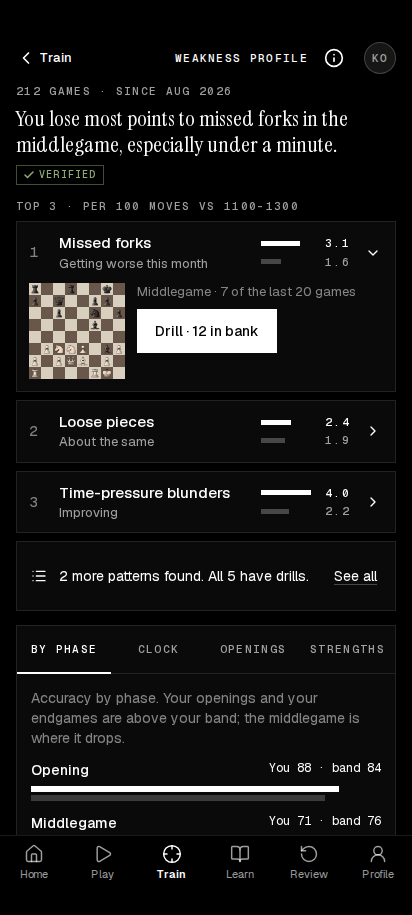 Train
WEAKNESS PROFILE
KO
212 GAMES · SINCE AUG 2026
You lose most points to missed forks in the
middlegame, especially under a minute.
VERIFIED
TOP 3 · PER 100 MOVES VS 1100-1300
1
Missed forks
3.1
Getting worse this month
1.6
Middlegame · 7 of the last 20 games
Drill · 12 in bank
2
Loose pieces
2.4
About the same
1.9
3
Time-pressure blunders
4.0
Improving
2.2
2 more patterns found. All 5 have drills.
See all
BY PHASE
CLOCK
OPENINGS
STRENGTHS
Accuracy by phase. Your openings and your
endgames are above your band; the middlegame is
where it drops.
Opening
You 88 · band 84
Middlegame
You 71 · band 76
Home
Play
Train
Learn
Review
Profile